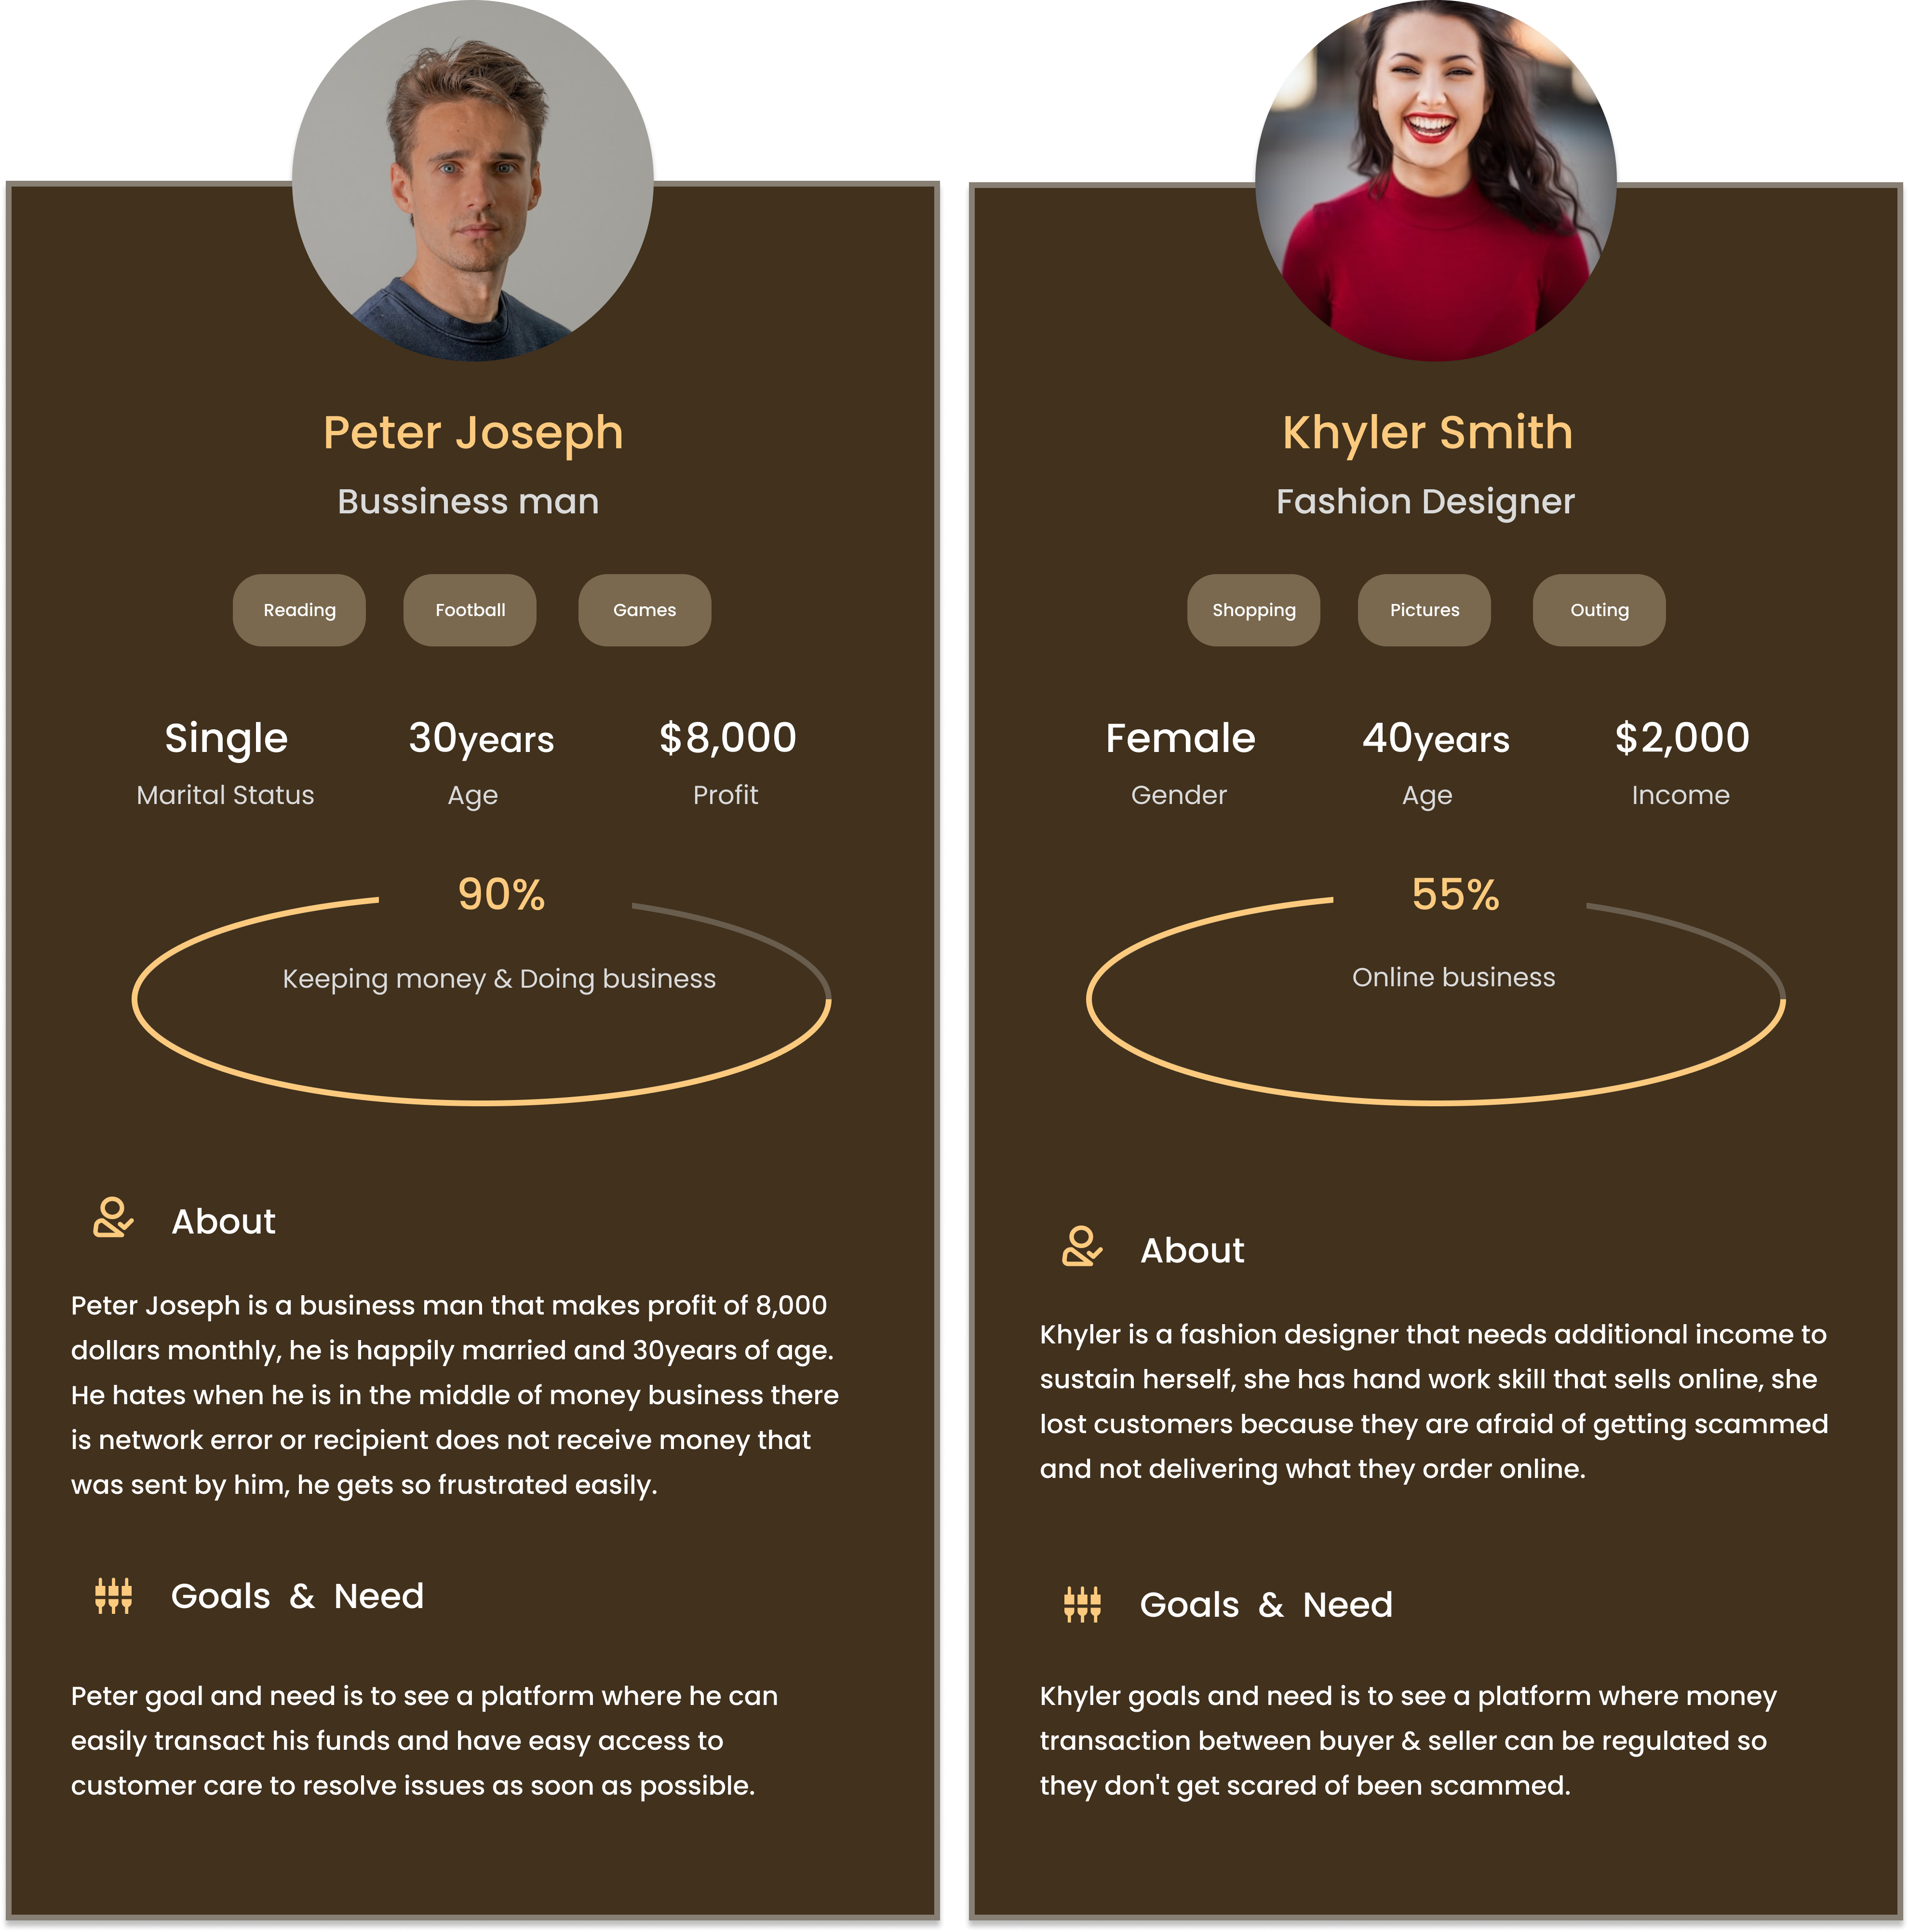 Peter Joseph
Bussiness man
Reading
Football
Games
Single
30years
$8,000
Marital Status
Age
Profit
90%
Keeping money & Doing business
About
Peter Joseph is a business man that makes profit of 8,000
dollars monthly, he is happily married and 30years of age.
He hates when he is in the middle of money business there
is network error or recipient does not receive money that
was sent by him, he gets so frustrated easily.
Goals & Need
Peter goal and need is to see a platform where he can
easily transact his funds and have easy access to
customer care to resolve issues as soon as possible.
Khyler Smith
Fashion Designer
Shopping
Pictures
Outing
Female
40years
$2,000
Gender
Age
Income
55%
Online business
About
Khyler is a fashion designer that needs additional income to
sustain herself, she has hand work skill that sells online, she
lost customers because they are afraid of getting scammed
and not delivering what they order online.
Goals & Need
Khyler goals and need is to see a platform where money
transaction between buyer & seller can be regulated so
they don't get scared of been scammed.